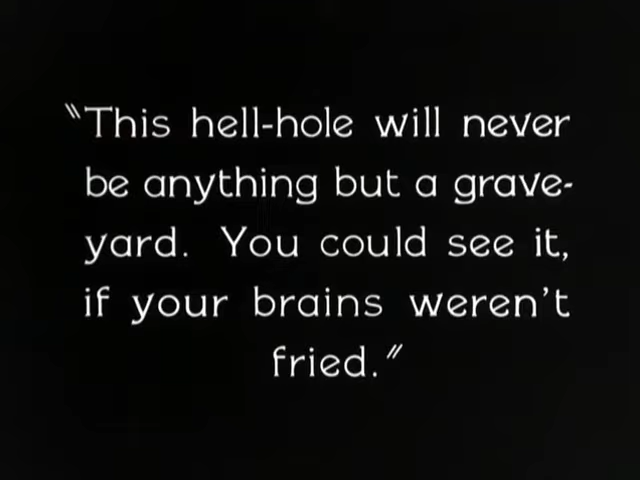 "This hell-hole will never
be anything but a grave-
yard. You could see it,
if your brains weren't
fried."